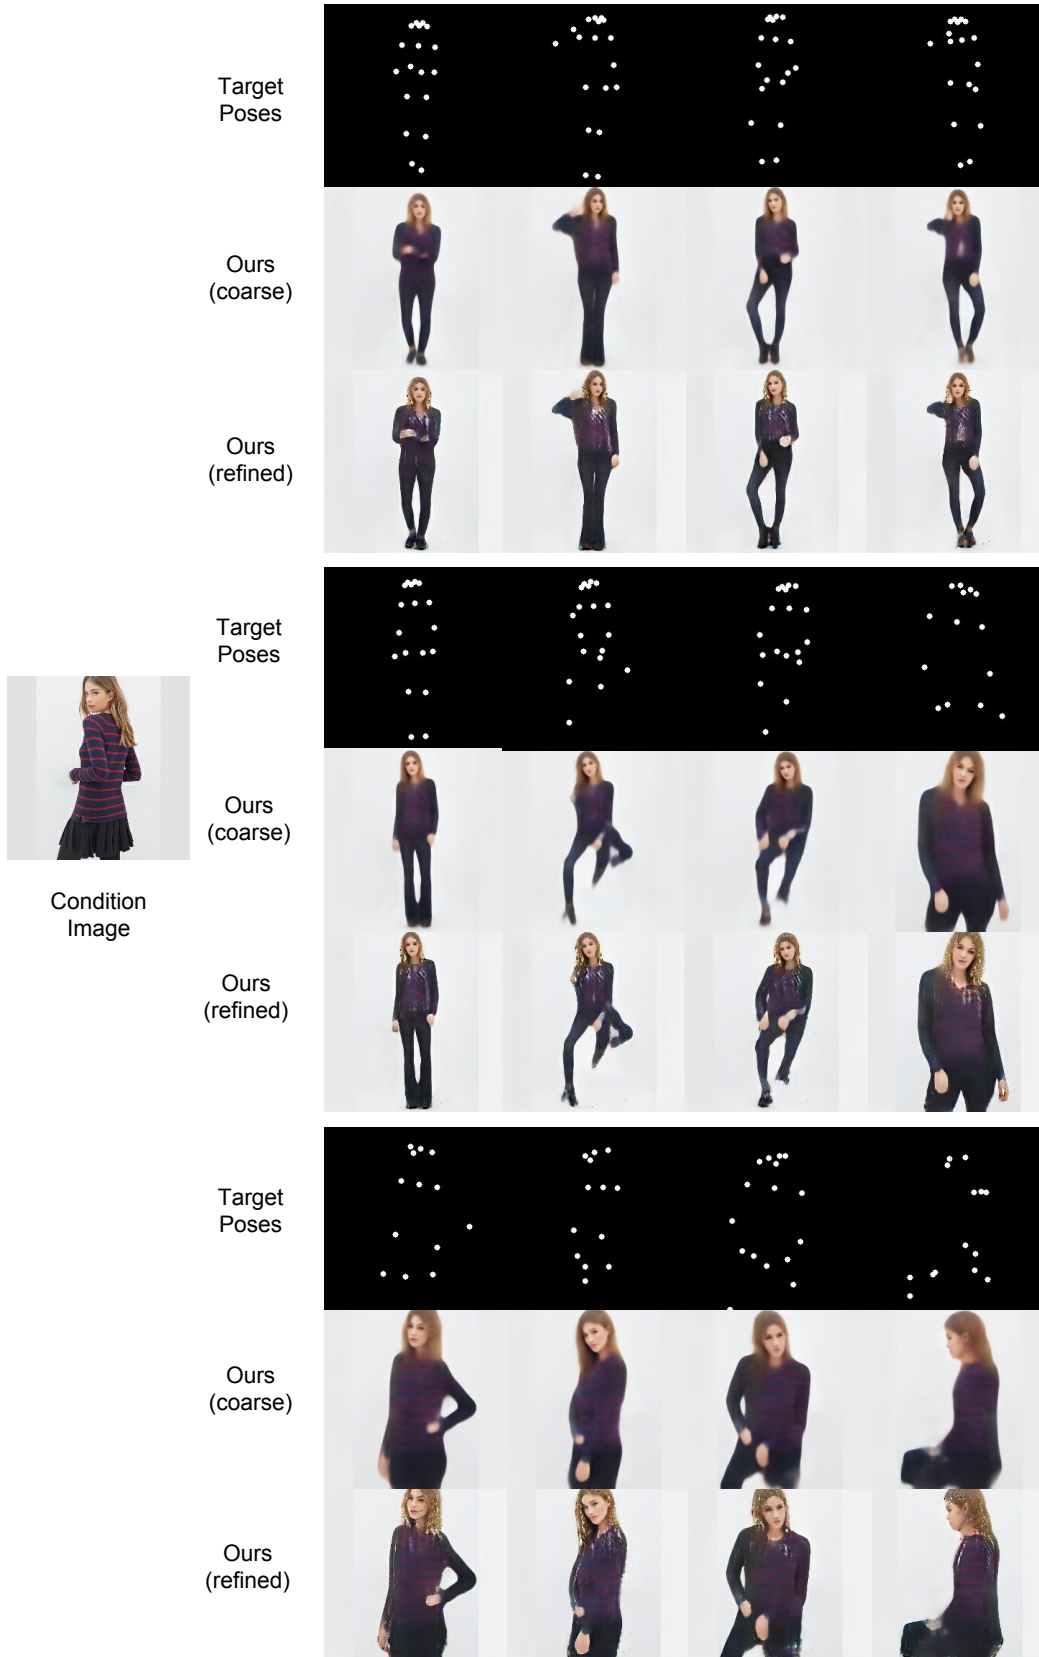 Target
Poses
Ours
(coarse)
Ours
(refined)
Target
Poses
Ours
(coarse)
Condition
Image
Ours
(refined)
Target
Poses
Ours
(coarse)
Ours
(refined)